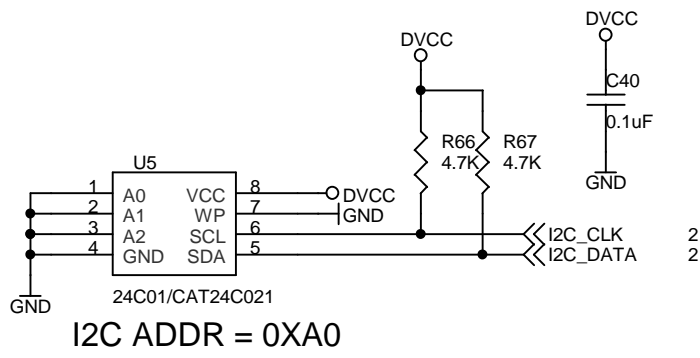 DVCC
DVCC
C40
0.1uF
GND
R66
4.7K
R67
4.7K
U5
1 A0 VCC 8 DVCC
2 A1 WP 7 GND
3 A2 SCL 6 I2C_CLK 2
4 GND SDA 5 I2C_DATA 2
GND
24C01/CAT24C021
I2C ADDR = 0XA0